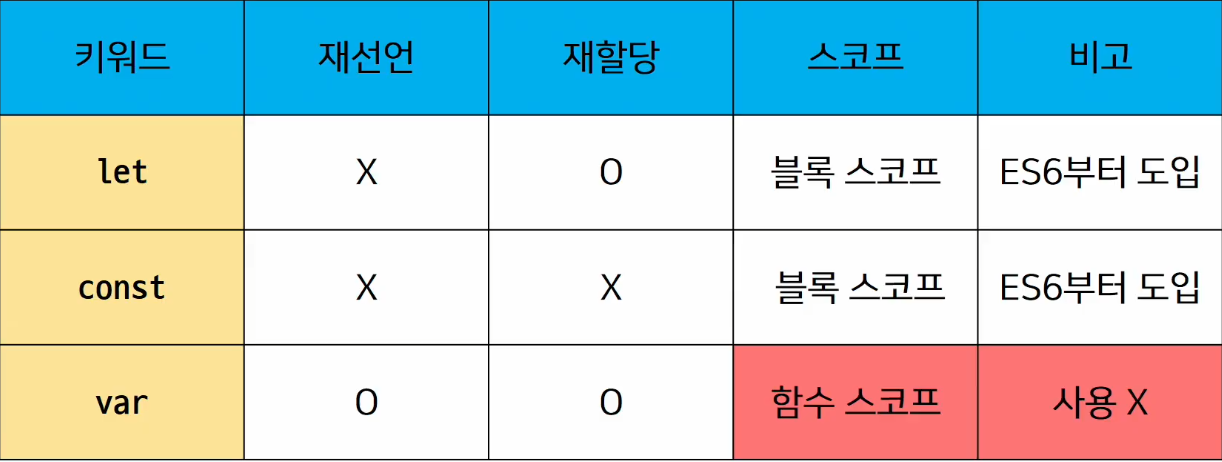 키워드 재선언 재할당 스코프 비고
let X O 블록 스코프 ES6부터 도입
const X X 블록 스코프 ES6부터 도입
var O O 함수 스코프 사용 X